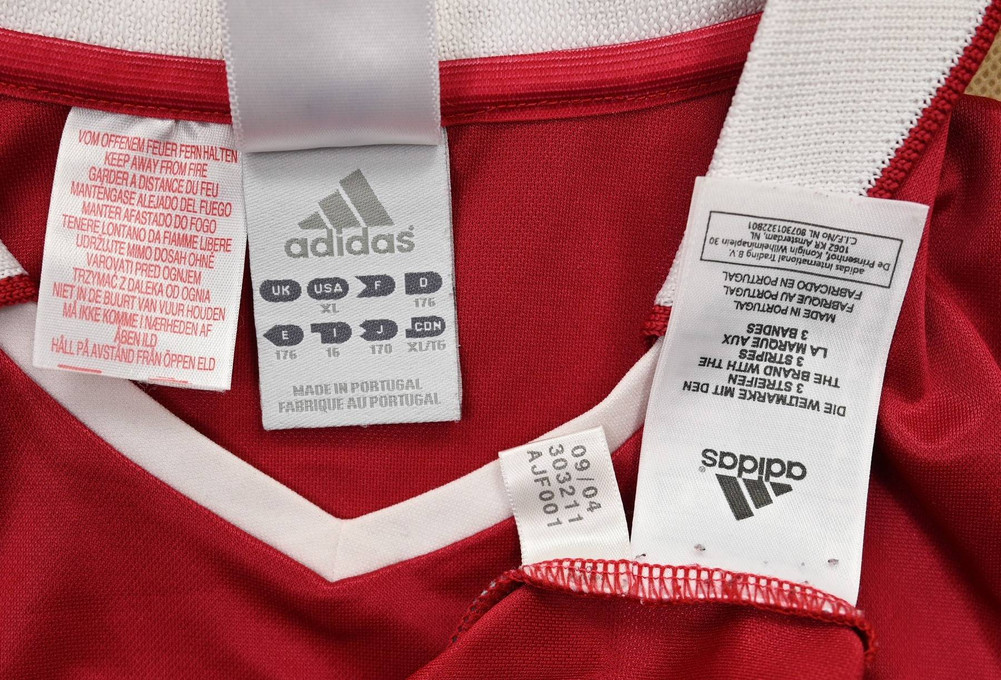 VOM OFFENEM FEUER FERN HALTEN
KEEP AWAY FROM FIRE
GARDER A DISTANCE DU FEU
MANTENGASE ALEJADO DEL FUEGO
MANTER AFASTADO DO FOGO
TENERE LONTANO DA FIAMME LIBERE
UDRŽUJTE MIMO DOSAH OHNĚ
VAROVATI PRED OGNJEM
TRZYMAĆ Z DALEKA OD OGNIA
NIET IN DE BUURT VAN VUUR HOUDEN
MÅ IKKE KOMME I NÆRHEDEN AF
ÅBEN ILD
HÅLL PÅ AVSTÅND FRÅN ÖPPEN ELD
adidas®
UK USA F D
XL 176
E I J CDN
176 16 170 XL/TG
MADE IN PORTUGAL
FABRIQUE AU PORTUGAL
09/04
303211
AJF001
adidas®
DIE WELTMARKE MIT DEN
3 STREIFEN
THE BRAND WITH THE
3 STRIPES
LA MARQUE AUX
3 BANDES
MADE IN PORTUGAL
FABRIQUE AU PORTUGAL
FABRICADO EN PORTUGAL
adidas International Trading B.V.
De Prinsenhof, Konigin Wilhelminaplein 30
1062 KR Amsterdam, NL
C.I.F./No NL 807301322B01